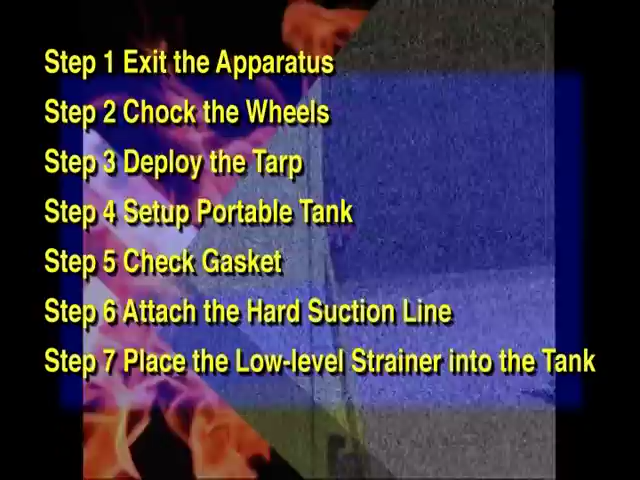 Step 1 Exit the Apparatus
Step 2 Chock the Wheels
Step 3 Deploy the Tarp
Step 4 Setup Portable Tank
Step 5 Check Gasket
Step 6 Attach the Hard Suction Line
Step 7 Place the Low-level Strainer into the Tank